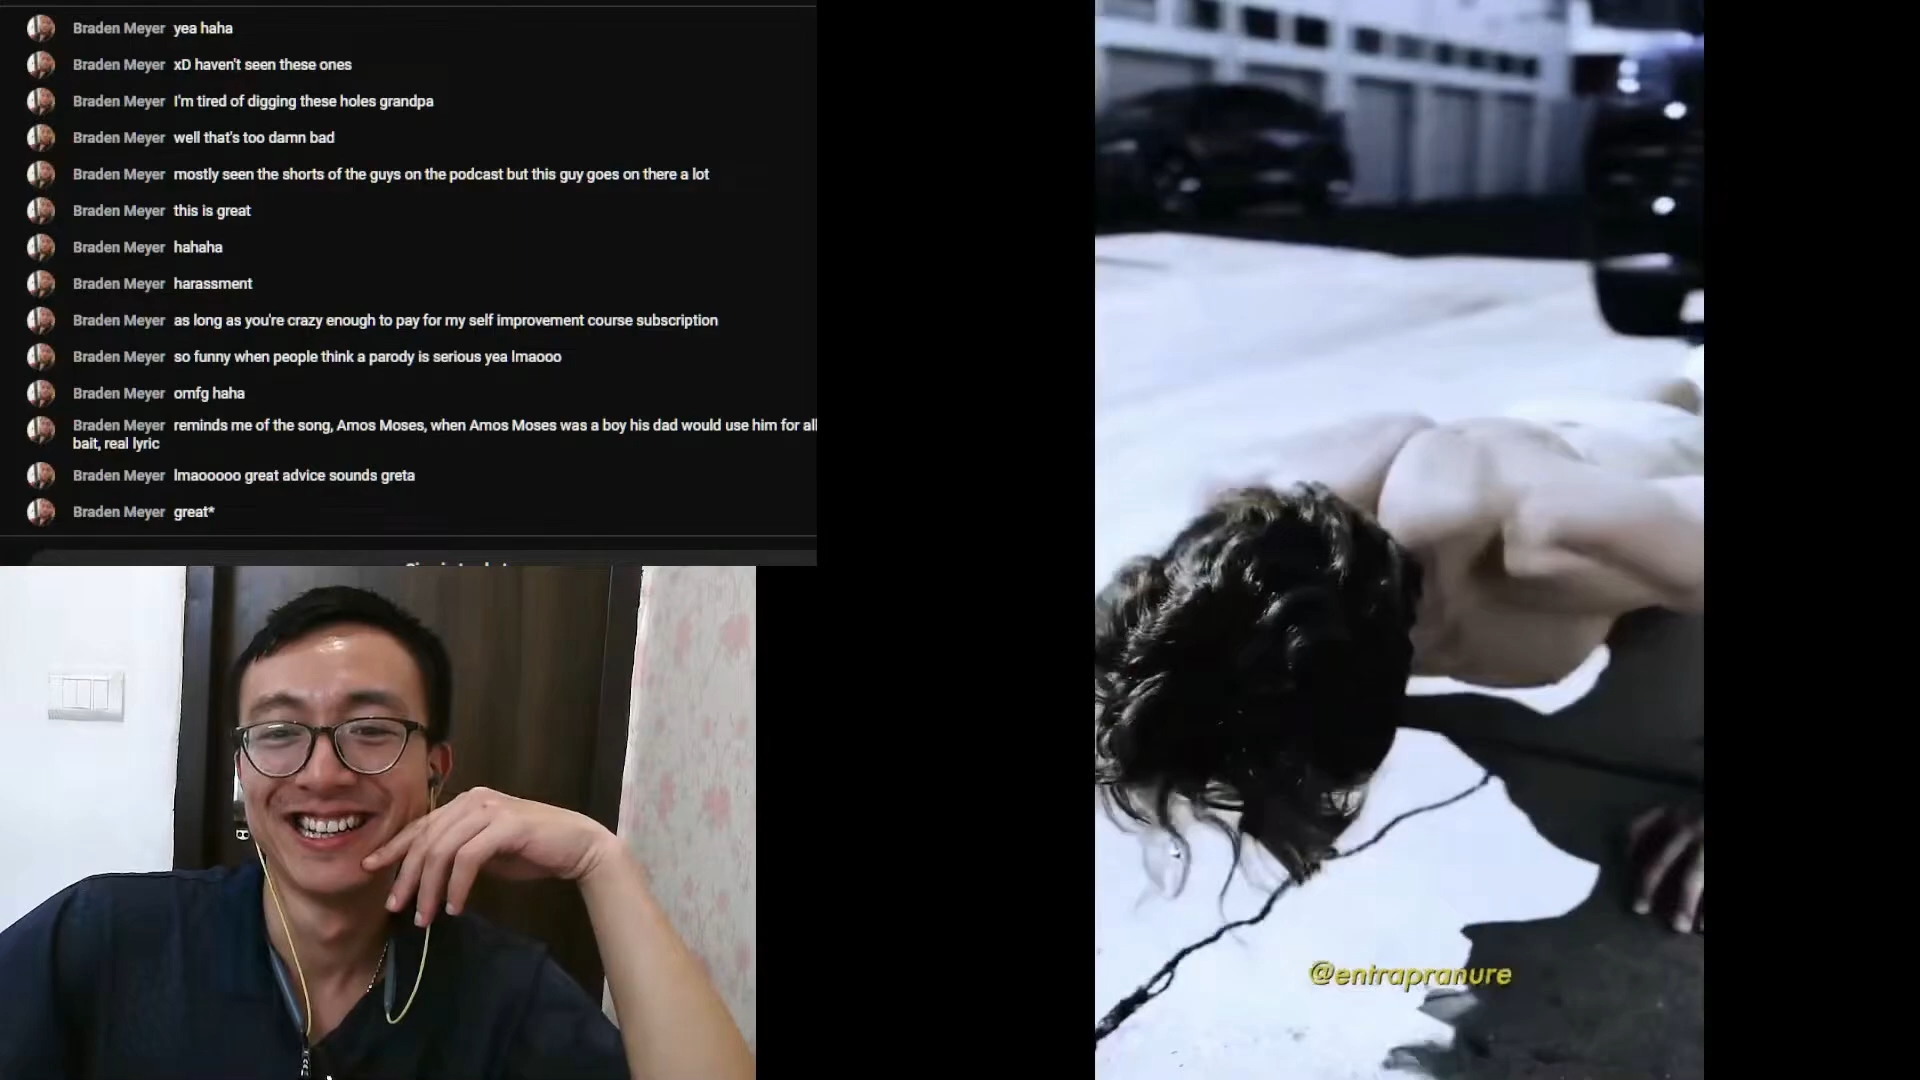 Braden Meyer yea haha
Braden Meyer xD haven't seen these ones
Braden Meyer I'm tired of digging these holes grandpa
Braden Meyer well that's too damn bad
Braden Meyer mostly seen the shorts of the guys on the podcast but this guy goes on there a lot
Braden Meyer this is great
Braden Meyer hahaha
Braden Meyer harassment
Braden Meyer as long as you're crazy enough to pay for my self improvement course subscription
Braden Meyer so funny when people think a parody is serious yea lmaooo
Braden Meyer omfg haha
Braden Meyer reminds me of the song, Amos Moses, when Amos Moses was a boy his dad would use him for all
bait, real lyric
Braden Meyer lmaooooo great advice sounds greta
Braden Meyer great*
@entrapranure